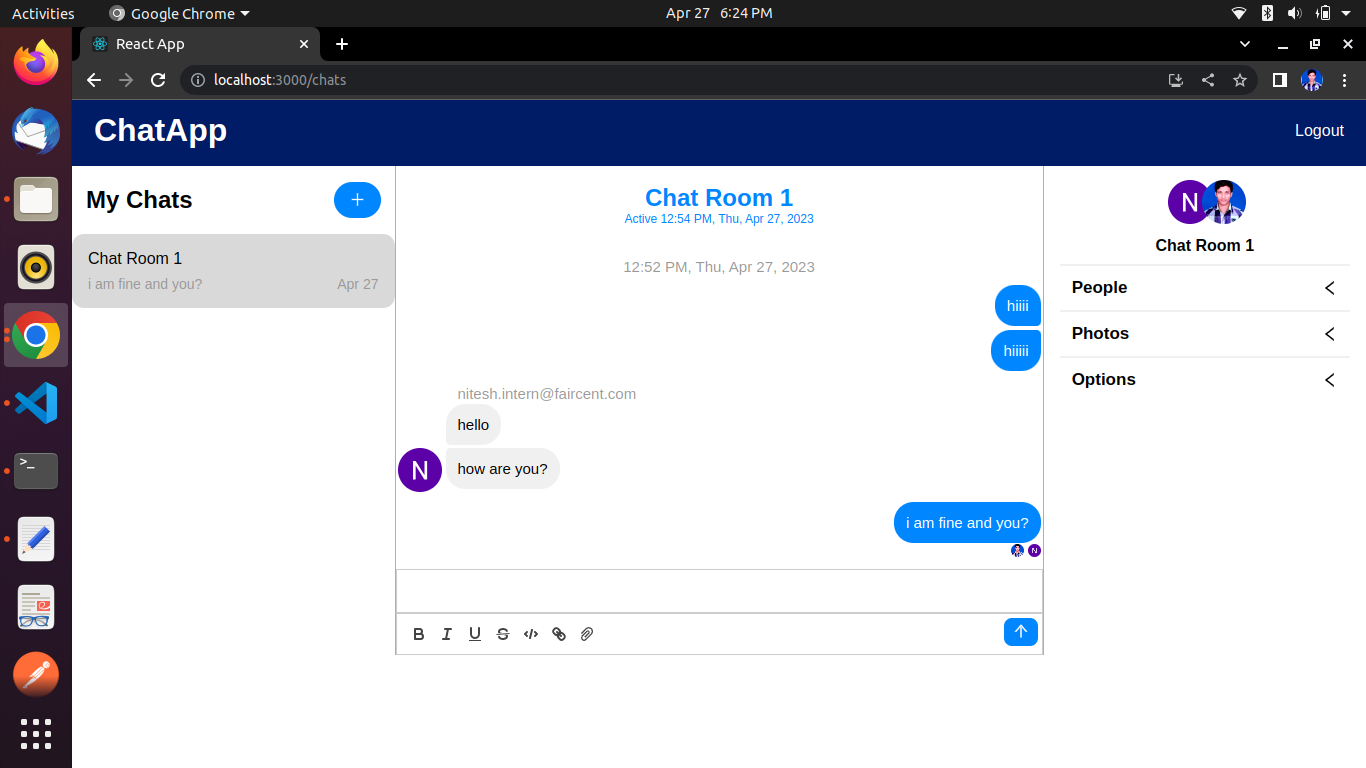 Activities
Google Chrome
Apr 27 6:24 PM
React App
localhost:3000/chats
ChatApp
Logout
My Chats
+
Chat Room 1
i am fine and you?
Apr 27
Chat Room 1
Active 12:54 PM, Thu, Apr 27, 2023
12:52 PM, Thu, Apr 27, 2023
hiiii
hiiiii
nitesh.intern@faircent.com
hello
N
how are you?
i am fine and you?
N
B I U S </>
N
Chat Room 1
People
Photos
Options